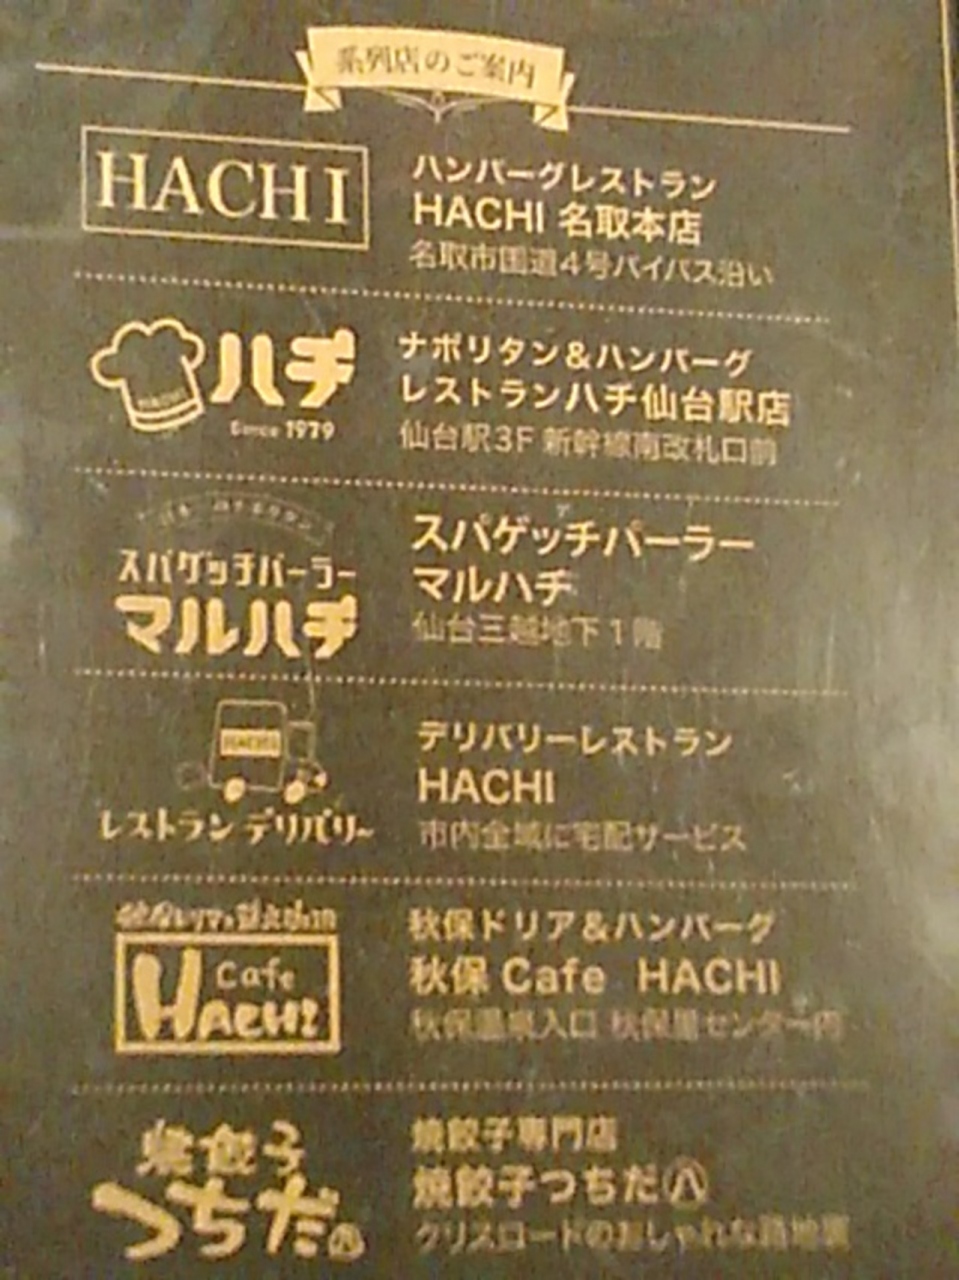 系列店のご案内
HACHI
ハンバーグレストラン
HACHI 名取本店
名取市国道4号バイパス沿い
ハチ
Since 1979
ナポリタン&ハンバーグ
レストランハチ仙台駅店
仙台駅3F 新幹線南改札口前
スパゲッチパーラー
マルハチ
スパゲッチパーラー
マルハチ
仙台三越地下1階
HACHI
レストランデリバリー
デリバリーレストラン
HACHI
市内全域に宅配サービス
Cafe
HACHI
秋保ドリア&ハンバーグ
秋保 Cafe HACHI
秋保温泉入口 秋保里センター内
焼餃子
つちだ八
焼餃子専門店
焼餃子つちだ八
クリスロードのおしゃれな路地裏